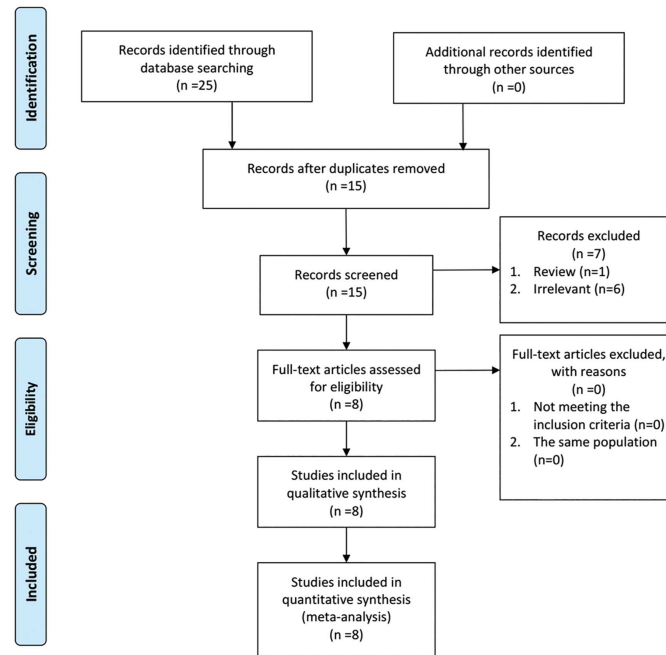 Identification
Records identified through
database searching
(n =25)
Additional records identified
through other sources
(n =0)
Records after duplicates removed
(n =15)
Screening
Records screened
(n =15)
Records excluded
(n =7)
1. Review (n=1)
2. Irrelevant (n=6)
Eligibility
Full-text articles assessed
for eligibility
(n =8)
Full-text articles excluded,
with reasons
(n =0)
1. Not meeting the
inclusion criteria (n=0)
2. The same population
(n=0)
Studies included in
qualitative synthesis
(n =8)
Included
Studies included in
quantitative synthesis
(meta-analysis)
(n =8)